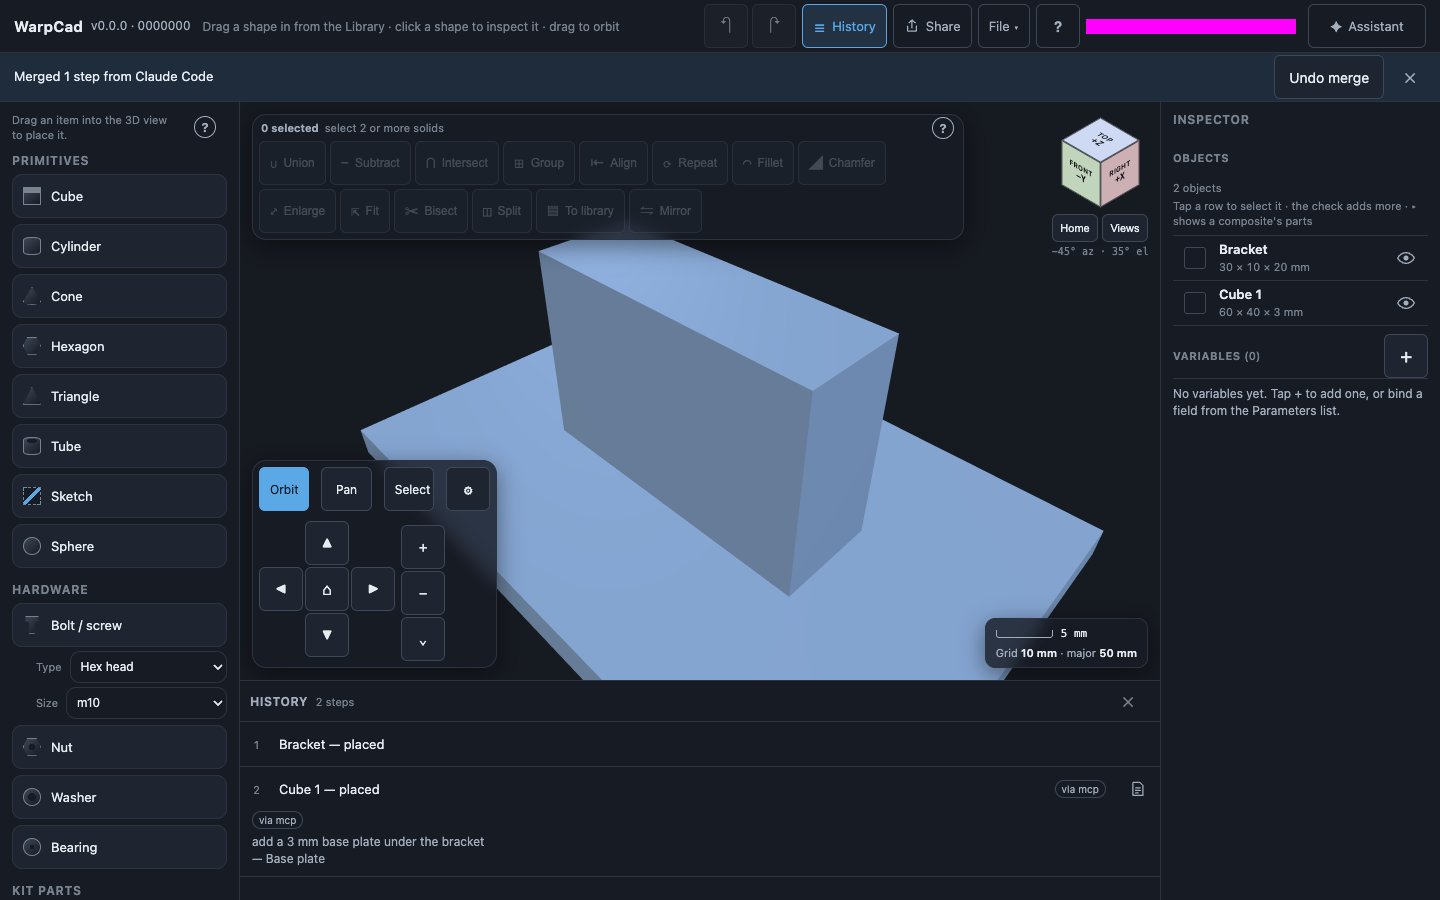 WarpCad v0.0.0 · 0000000 Drag a shape in from the Library · click a shape to inspect it · drag to orbit
History
Share
File
?
Assistant
Merged 1 step from Claude Code
Undo merge
Drag an item into the 3D view
to place it.
?
PRIMITIVES
Cube
Cylinder
Cone
Hexagon
Triangle
Tube
Sketch
Sphere
HARDWARE
Bolt / screw
Type Hex head
Size m10
Nut
Washer
Bearing
KIT PARTS
0 selected select 2 or more solids
?
Union
Subtract
Intersect
Group
Align
Repeat
Fillet
Chamfer
Enlarge
Fit
Bisect
Split
To library
Mirror
TOP
+Z
FRONT
−Y
RIGHT
+X
Home
Views
−45° az · 35° el
Orbit
Pan
Select
5 mm
Grid 10 mm · major 50 mm
HISTORY 2 steps
1 Bracket — placed
2 Cube 1 — placed
via mcp
via mcp
add a 3 mm base plate under the bracket
— Base plate
INSPECTOR
OBJECTS
2 objects
Tap a row to select it · the check adds more · ▸
shows a composite's parts
Bracket
30 × 10 × 20 mm
Cube 1
60 × 40 × 3 mm
VARIABLES (0)
+
No variables yet. Tap + to add one, or bind a
field from the Parameters list.